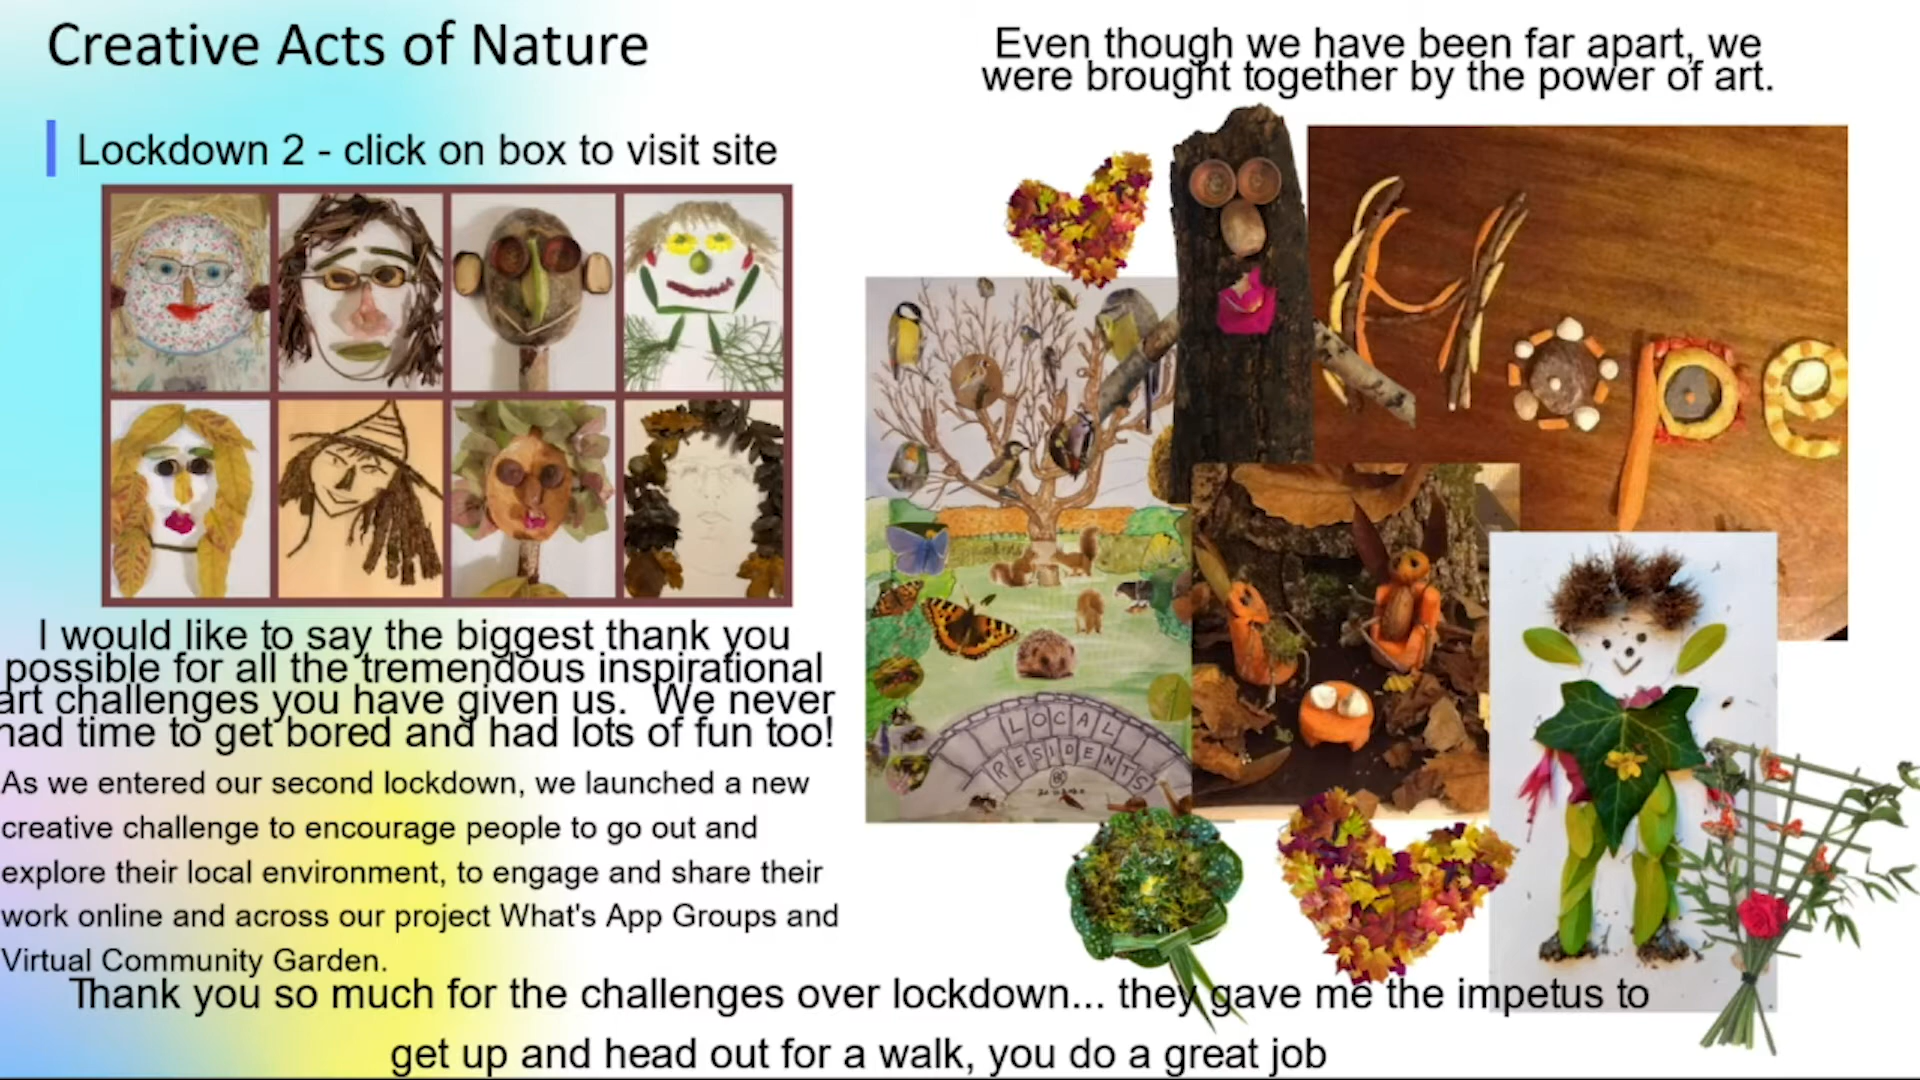 Creative Acts of Nature
Lockdown 2 - click on box to visit site
I would like to say the biggest thank you
possible for all the tremendous inspirational
art challenges you have given us. We never
had time to get bored and had lots of fun too!
As we entered our second lockdown, we launched a new
creative challenge to encourage people to go out and
explore their local environment, to engage and share their
work online and across our project What's App Groups and
Virtual Community Garden.
Thank you so much for the challenges over lockdown... they gave me the impetus to
get up and head out for a walk, you do a great job
Even though we have been far apart, we
were brought together by the power of art.
Hope
LOCAL
RESIDENTS